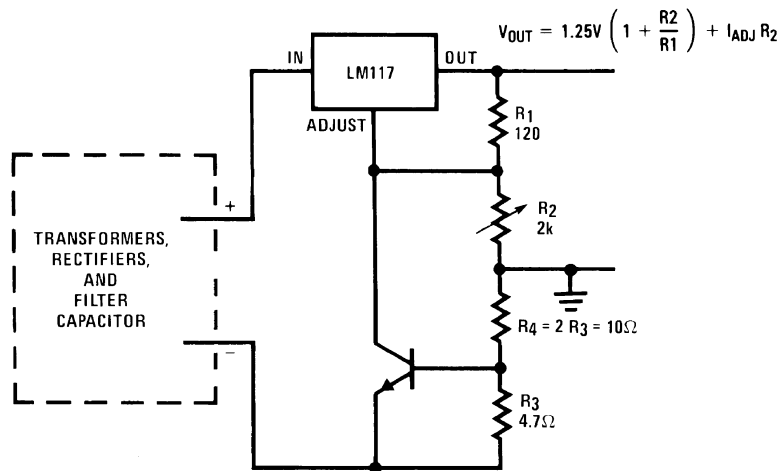 V_OUT = 1.25V (1 + R2/R1) + I_ADJ R2
IN
LM117
OUT
ADJUST
R1
120
R2
2k
+
TRANSFORMERS,
RECTIFIERS,
AND
FILTER
CAPACITOR
−
R4 = 2 R3 = 10Ω
R3
4.7Ω